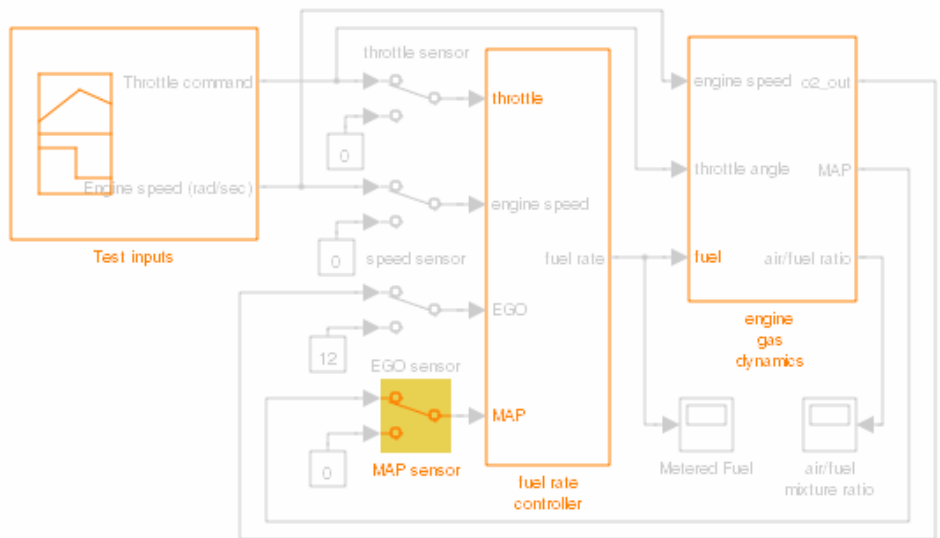 throttle sensor
Throttle command
throttle
engine speed
o2_out
0
throttle angle
MAP
Engine speed (rad/sec)
engine speed
Test inputs
0
speed sensor
fuel rate
fuel
air/fuel ratio
EGO
12
EGO sensor
engine
gas
dynamics
MAP
0
MAP sensor
fuel rate
controller
Metered Fuel
air/fuel
mixture ratio